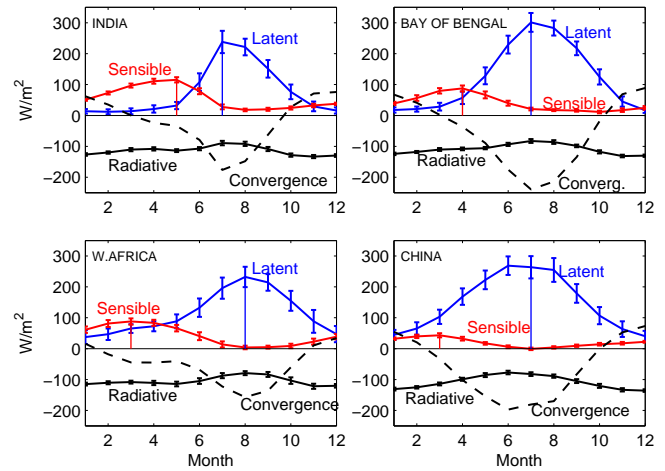 INDIA
W/m²
300
200
100
0
−100
−200
Latent
Sensible
Radiative
Convergence
2 4 6 8 10 12
BAY OF BENGAL
300
200
100
0
−100
−200
Latent
Sensible
Radiative
Converg.
2 4 6 8 10 12
Month
W.AFRICA
W/m²
300
200
100
0
−100
−200
Latent
Sensible
Radiative
Convergence
2 4 6 8 10 12
Month
CHINA
300
200
100
0
−100
−200
Latent
Sensible
Radiative
Convergence
2 4 6 8 10 12
Month